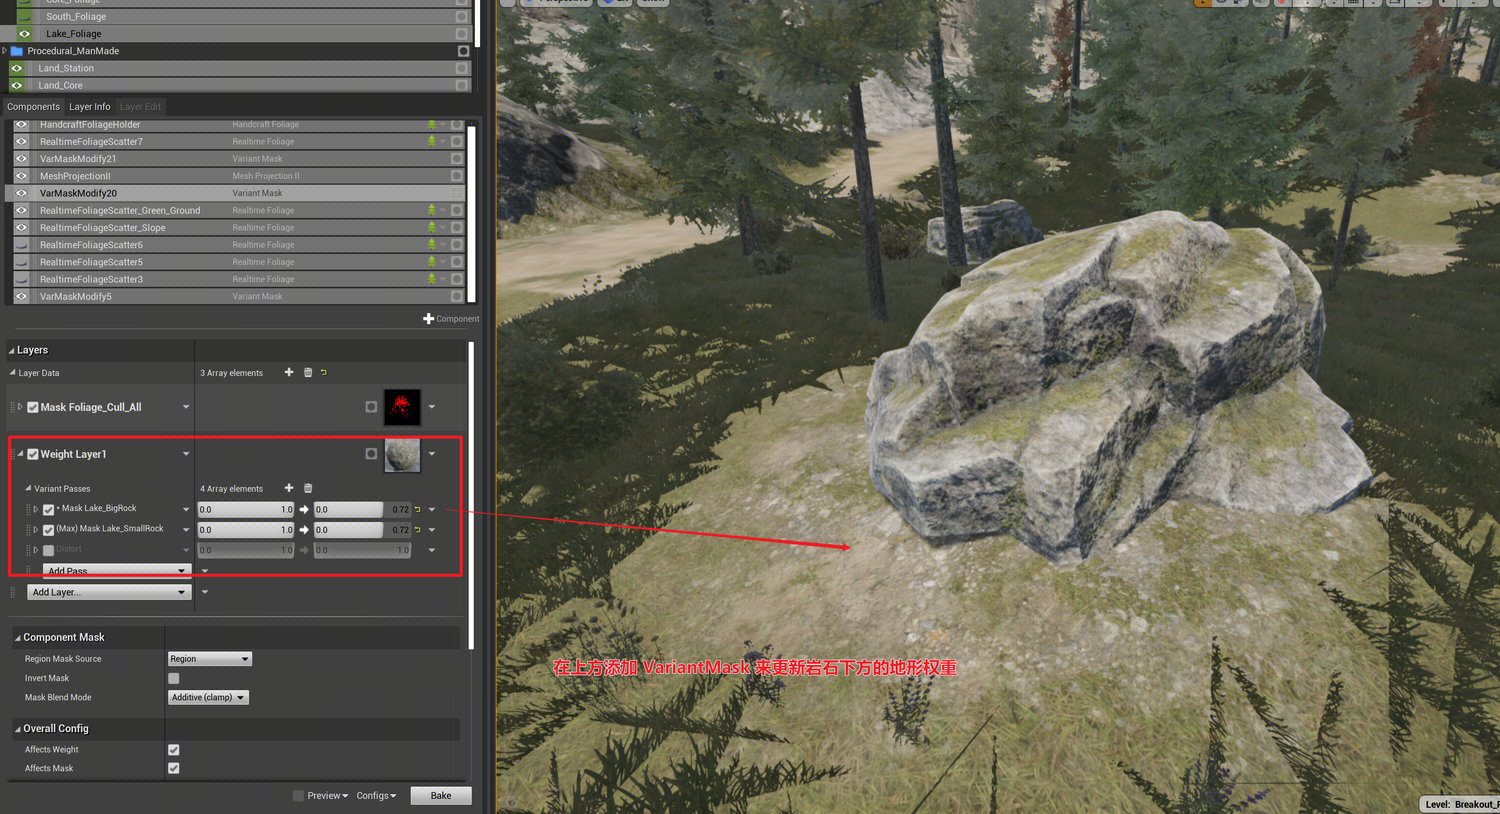 South_Foliage
Lake_Foliage
Procedural_ManMade
Land_Station
Land_Core
Components Layer Info Layer Edit
HandcraftFoliageHolder Handcraft Foliage
RealtimeFoliageScatter7 Realtime Foliage
VarMaskModify21 Variant Mask
MeshProjectionII Mesh Projection II
VarMaskModify20 Variant Mask
RealtimeFoliageScatter_Green_Ground Realtime Foliage
RealtimeFoliageScatter_Slope Realtime Foliage
RealtimeFoliageScatter6 Realtime Foliage
RealtimeFoliageScatter5 Realtime Foliage
RealtimeFoliageScatter3 Realtime Foliage
VarMaskModify5 Variant Mask
Component
Layers
Layer Data 3 Array elements
Mask Foliage_Cull_All
Weight Layer1
Variant Passes 4 Array elements
• Mask Lake_BigRock 0.0 1.0 0.0 0.72
(Max) Mask Lake_SmallRock 0.0 1.0 0.0 0.72
Distort 0.0 1.0 0.0 1.0
Add Pass
Add Layer...
Component Mask
Region Mask Source Region
Invert Mask
Mask Blend Mode Additive (clamp)
Overall Config
Affects Weight
Affects Mask
Preview Configs Bake
在上方添加 VariantMask 来更新岩石下方的地形权重
Level: Breakout_